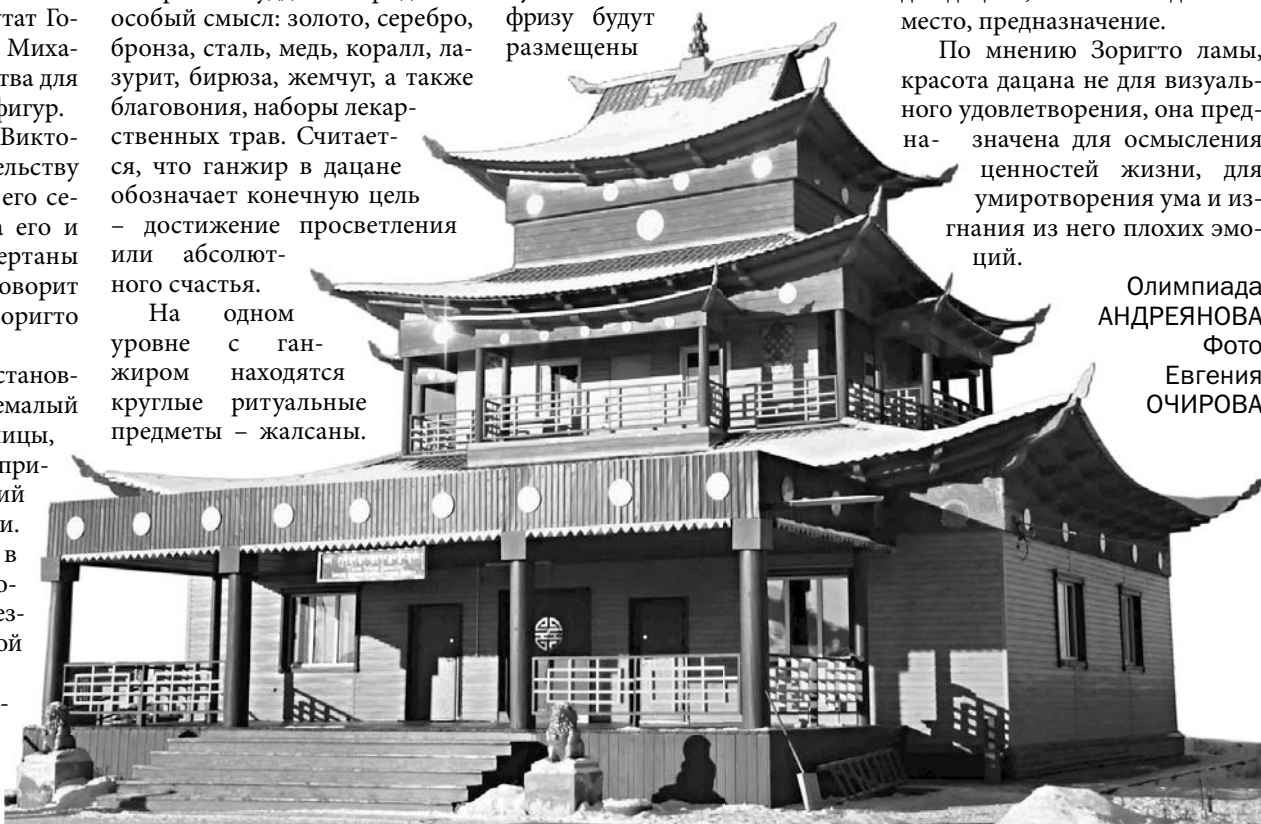 утат Го-
Миха-
тва для
фигур.
Викто-
ельству
его се-
а его и
ертаны
оворит
оригто
станов-
емалый
ицы,
при-
ий
и.
в
о-
ез-
ой
-
особый смысл: золото, серебро,
бронза, сталь, медь, коралл, ла-
зурит, бирюза, жемчуг, а также
благовония, наборы лекар-
ственных трав. Считает-
ся, что ганжир в дацане
обозначает конечную цель
– достижение просветления
или абсолют-
ного счастья.
На одном
уровне с ган-
жиром находятся
круглые ритуальные
предметы – жалсаны.
фризу будут
размещены
место, предназначение.
По мнению Зоригто ламы,
красота дацана не для визуаль-
ного удовлетворения, она пред-
на- значена для осмысления
ценностей жизни, для
умиротворения ума и из-
гнания из него плохих эмо-
ций.
Олимпиада
АНДРЕЯНОВА
Фото
Евгения
ОЧИРОВА